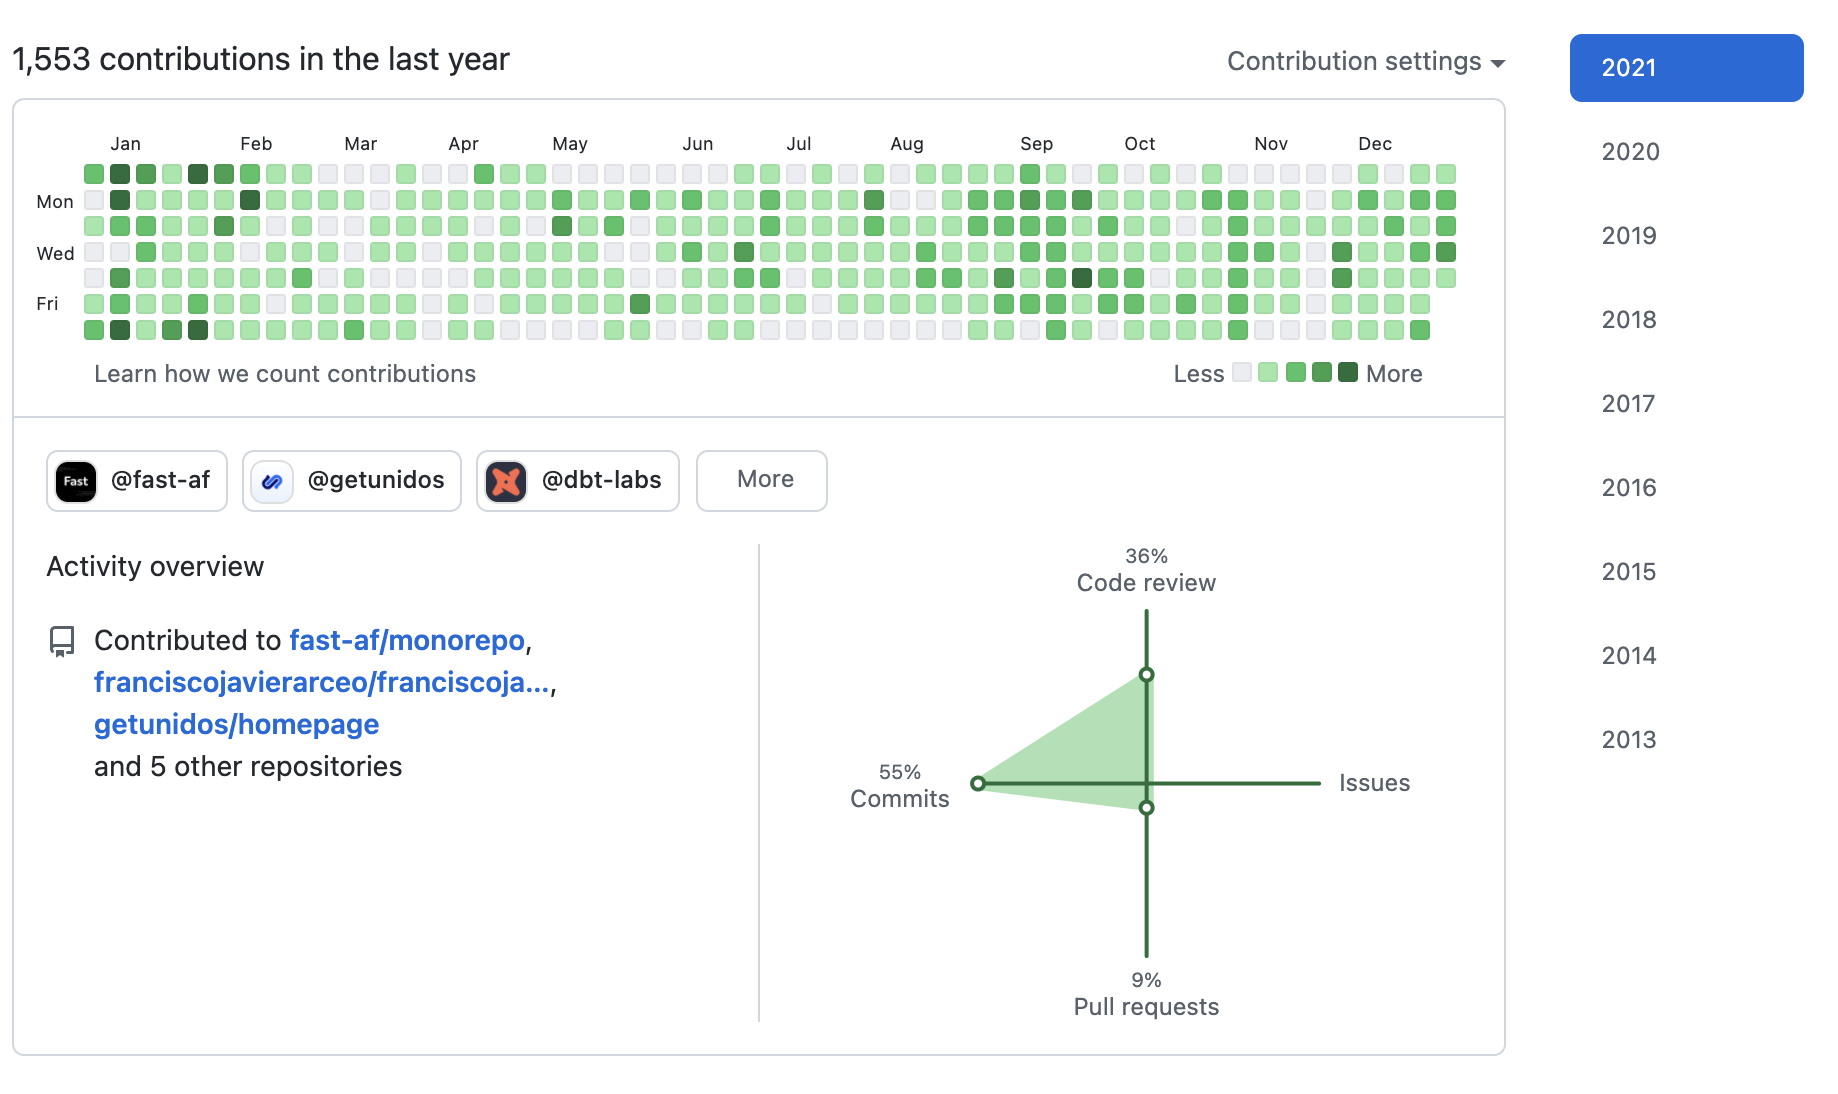 1,553 contributions in the last year
Contribution settings
Jan Feb Mar Apr May Jun Jul Aug Sep Oct Nov Dec
Mon
Wed
Fri
Learn how we count contributions
Less More
Fast @fast-af
@getunidos
@dbt-labs
More
Activity overview
Contributed to fast-af/monorepo,
franciscojavierarceo/franciscoja...,
getunidos/homepage
and 5 other repositories
36%
Code review
55%
Commits
Issues
9%
Pull requests
2021
2020
2019
2018
2017
2016
2015
2014
2013